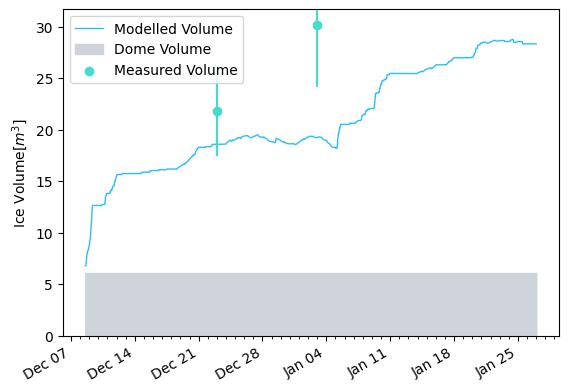 Modelled Volume
Dome Volume
Measured Volume
Ice Volume[m³]
30
25
20
15
10
5
0
Dec 07
Dec 14
Dec 21
Dec 28
Jan 04
Jan 11
Jan 18
Jan 25